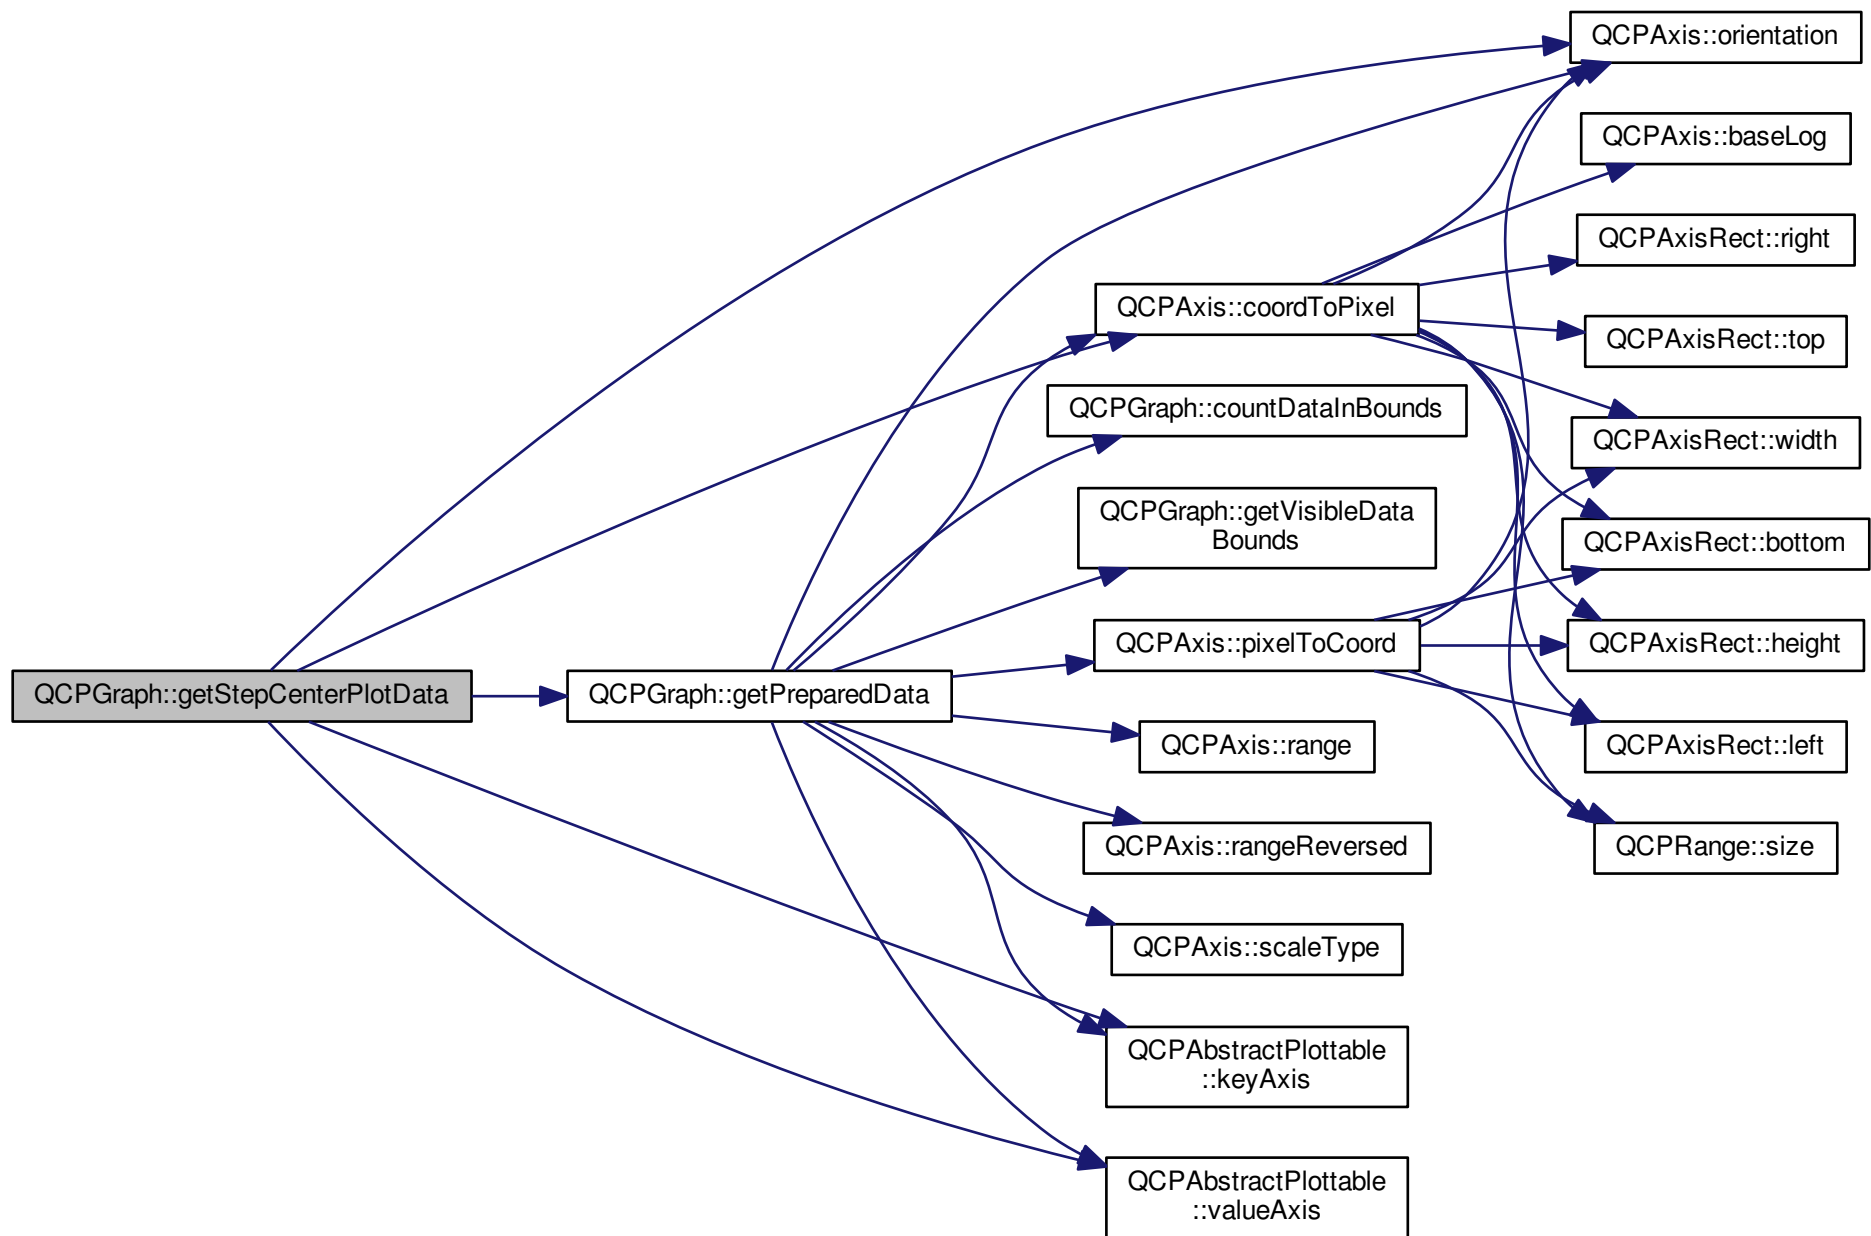 QCPGraph::getStepCenterPlotData
QCPGraph::getPreparedData
QCPAxis::coordToPixel
QCPGraph::countDataInBounds
QCPGraph::getVisibleData
Bounds
QCPAxis::pixelToCoord
QCPAxis::range
QCPAxis::rangeReversed
QCPAxis::scaleType
QCPAbstractPlottable
::keyAxis
QCPAbstractPlottable
::valueAxis
QCPAxis::orientation
QCPAxis::baseLog
QCPAxisRect::right
QCPAxisRect::top
QCPAxisRect::width
QCPAxisRect::bottom
QCPAxisRect::height
QCPAxisRect::left
QCPRange::size